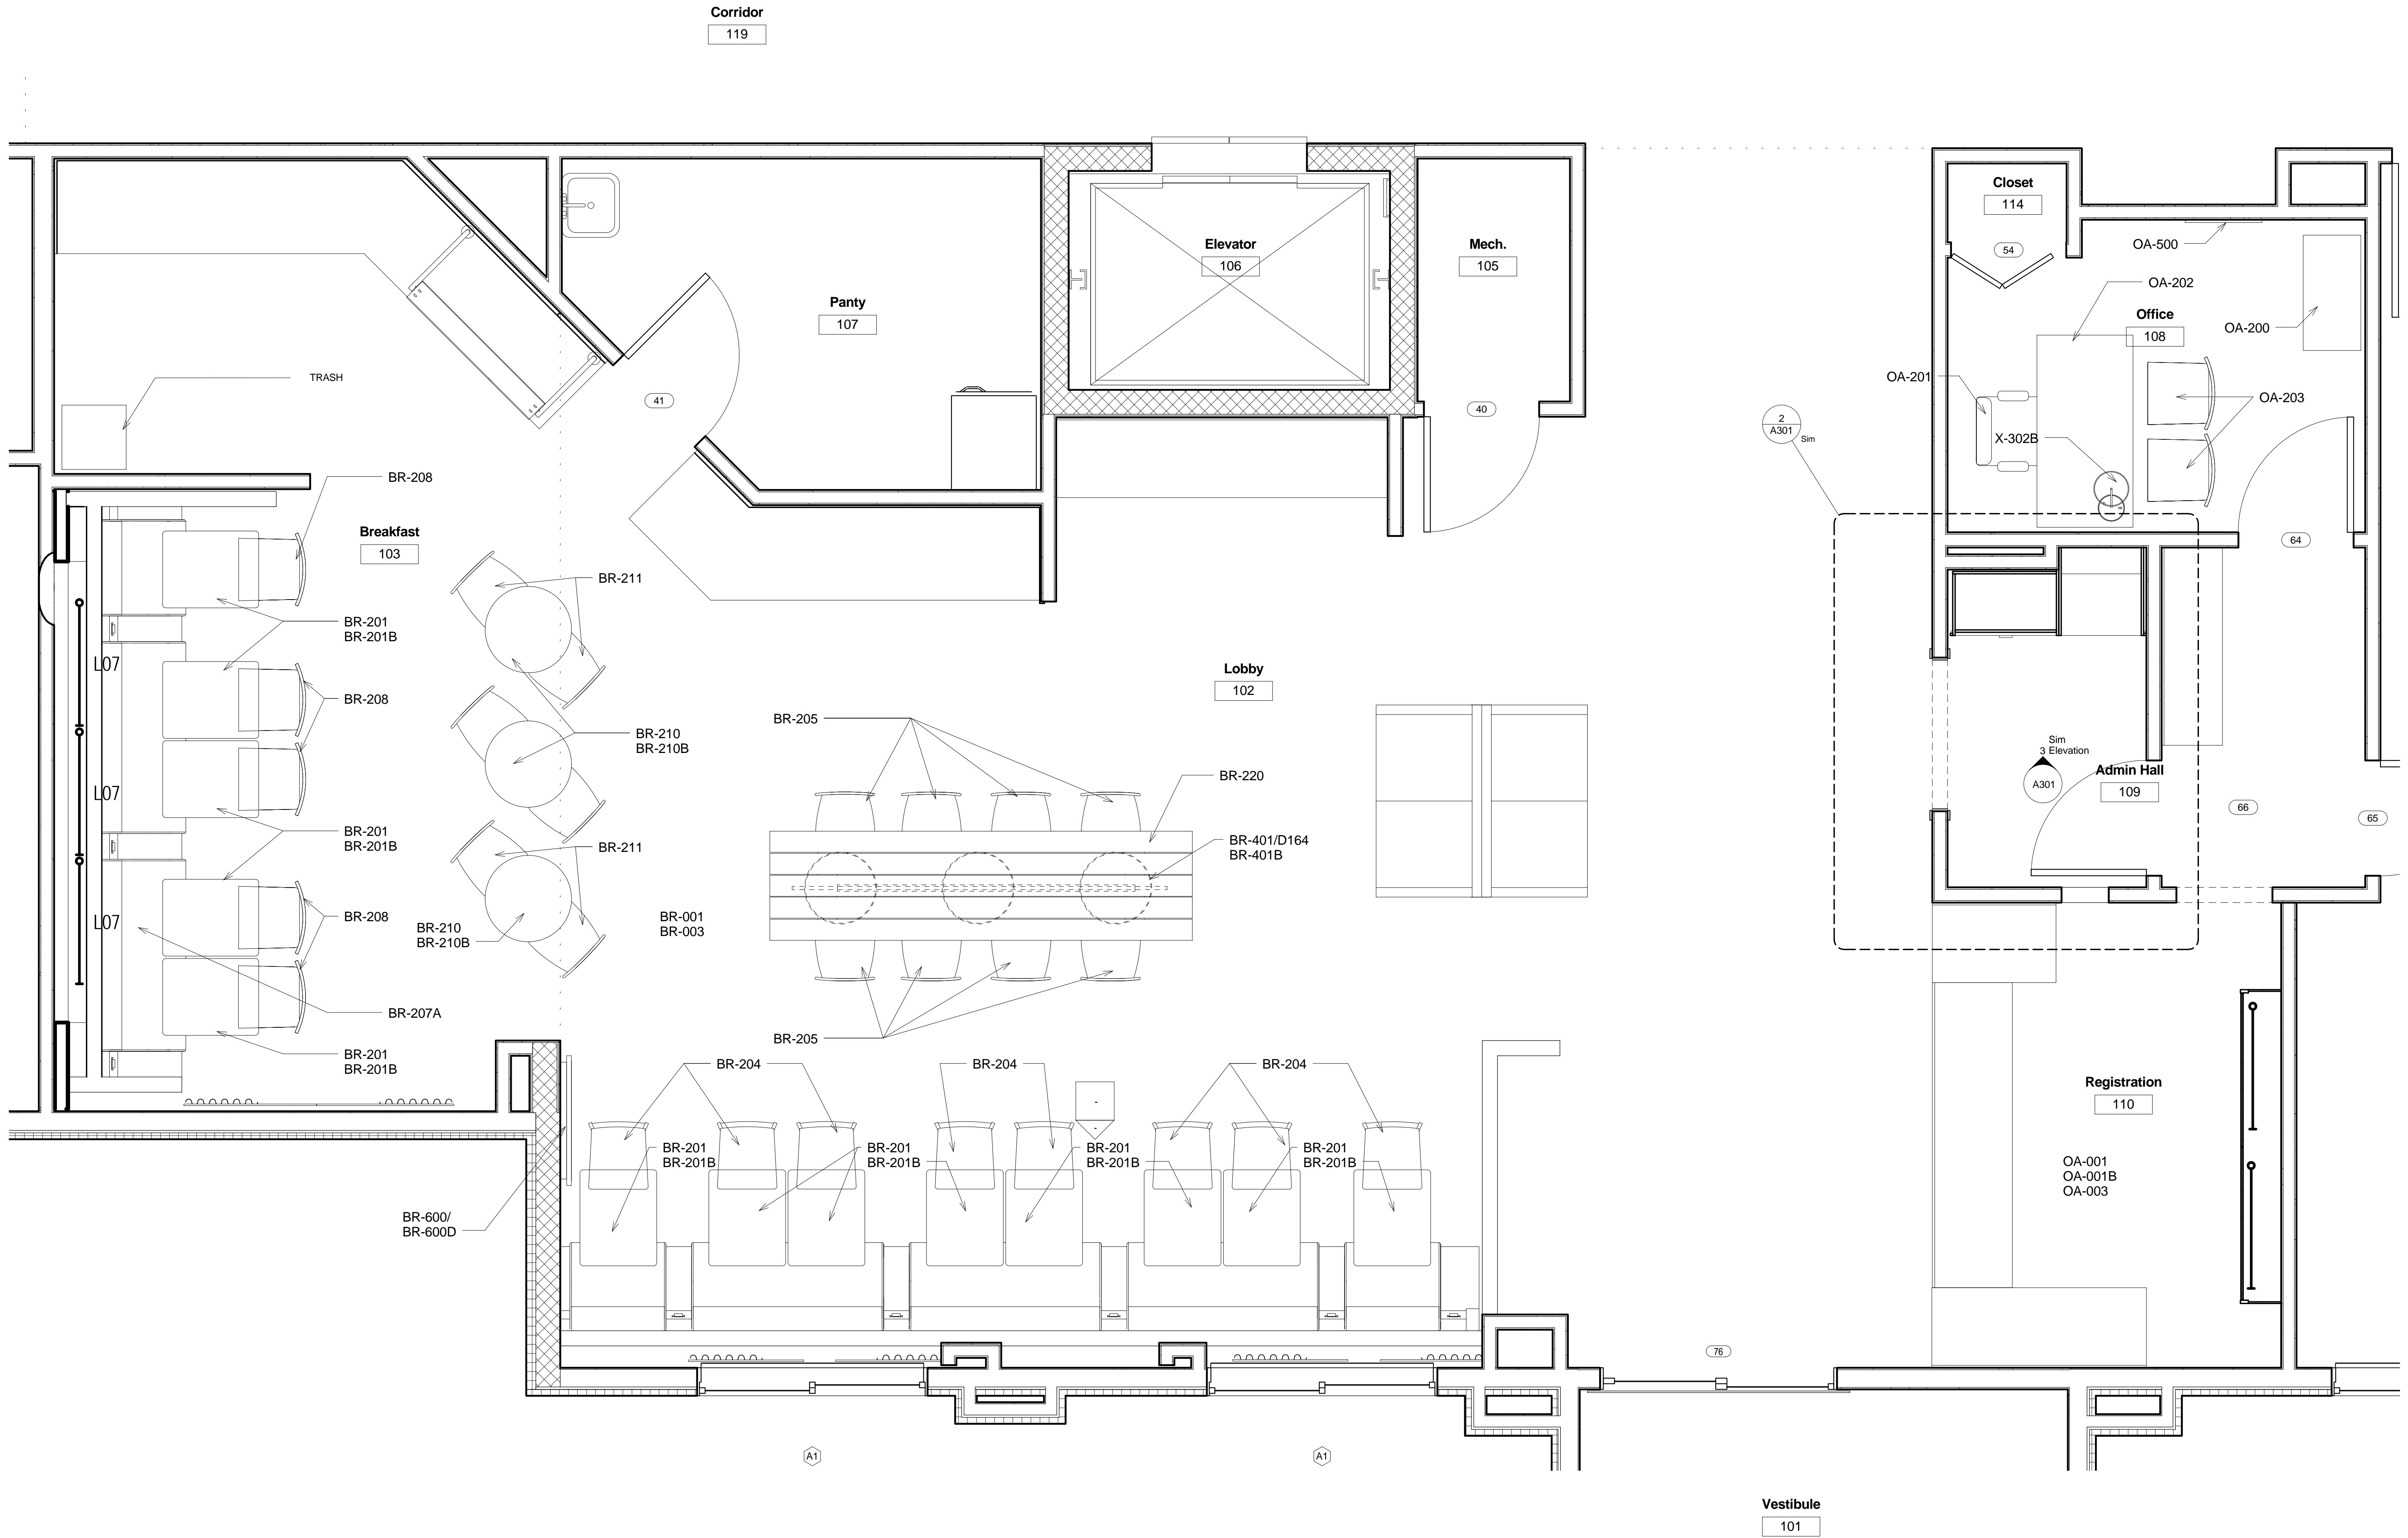 Corridor
119
Closet
114
54
OA-500
OA-202
Office
108
OA-200
OA-201
OA-203
X-302B
Elevator
106
Mech.
105
Panty
107
TRASH
41
40
2
A301
Sim
64
BR-208
Breakfast
103
BR-211
BR-201
BR-201B
L07
BR-208
BR-210
BR-210B
Lobby
102
BR-205
BR-220
Sim
3 Elevation
A301
Admin Hall
109
66
65
L07
BR-201
BR-201B
BR-211
BR-401/D164
BR-401B
L07
BR-208
BR-210
BR-210B
BR-001
BR-003
BR-207A
BR-205
BR-201
BR-201B
BR-204
BR-204
BR-204
-
-
Registration
110
BR-201
BR-201B
BR-201
BR-201B
BR-201
BR-201B
BR-201
BR-201B
OA-001
OA-001B
OA-003
BR-600/
BR-600D
76
A1
A1
Vestibule
101